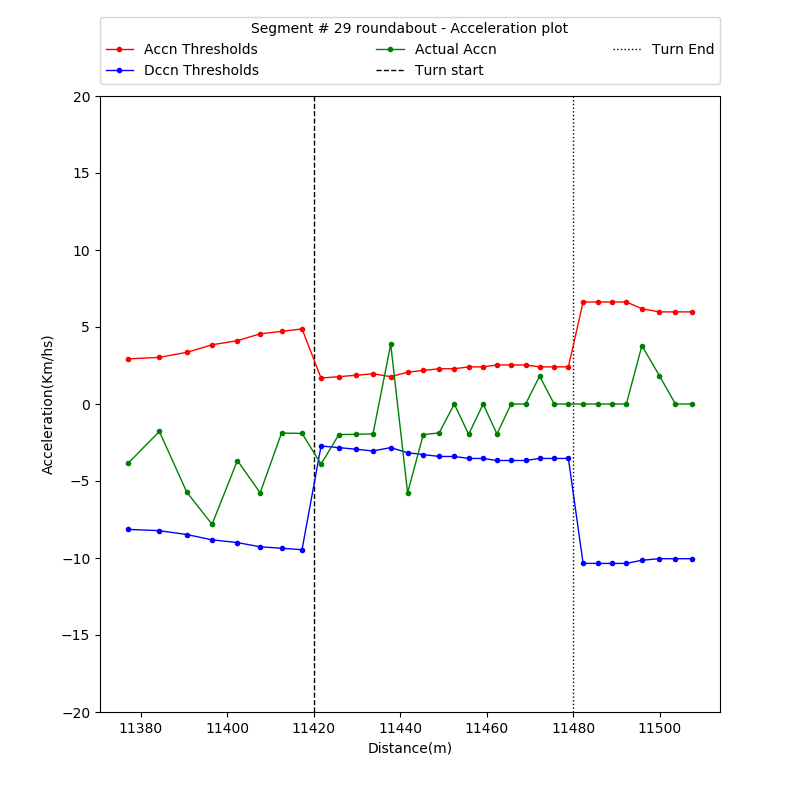 Segment # 29 roundabout - Acceleration plot
Accn Thresholds Actual Accn Turn End
Dccn Thresholds Turn start
20
15
10
5
0
−5
−10
−15
−20
Acceleration(Km/hs)
11380 11400 11420 11440 11460 11480 11500
Distance(m)